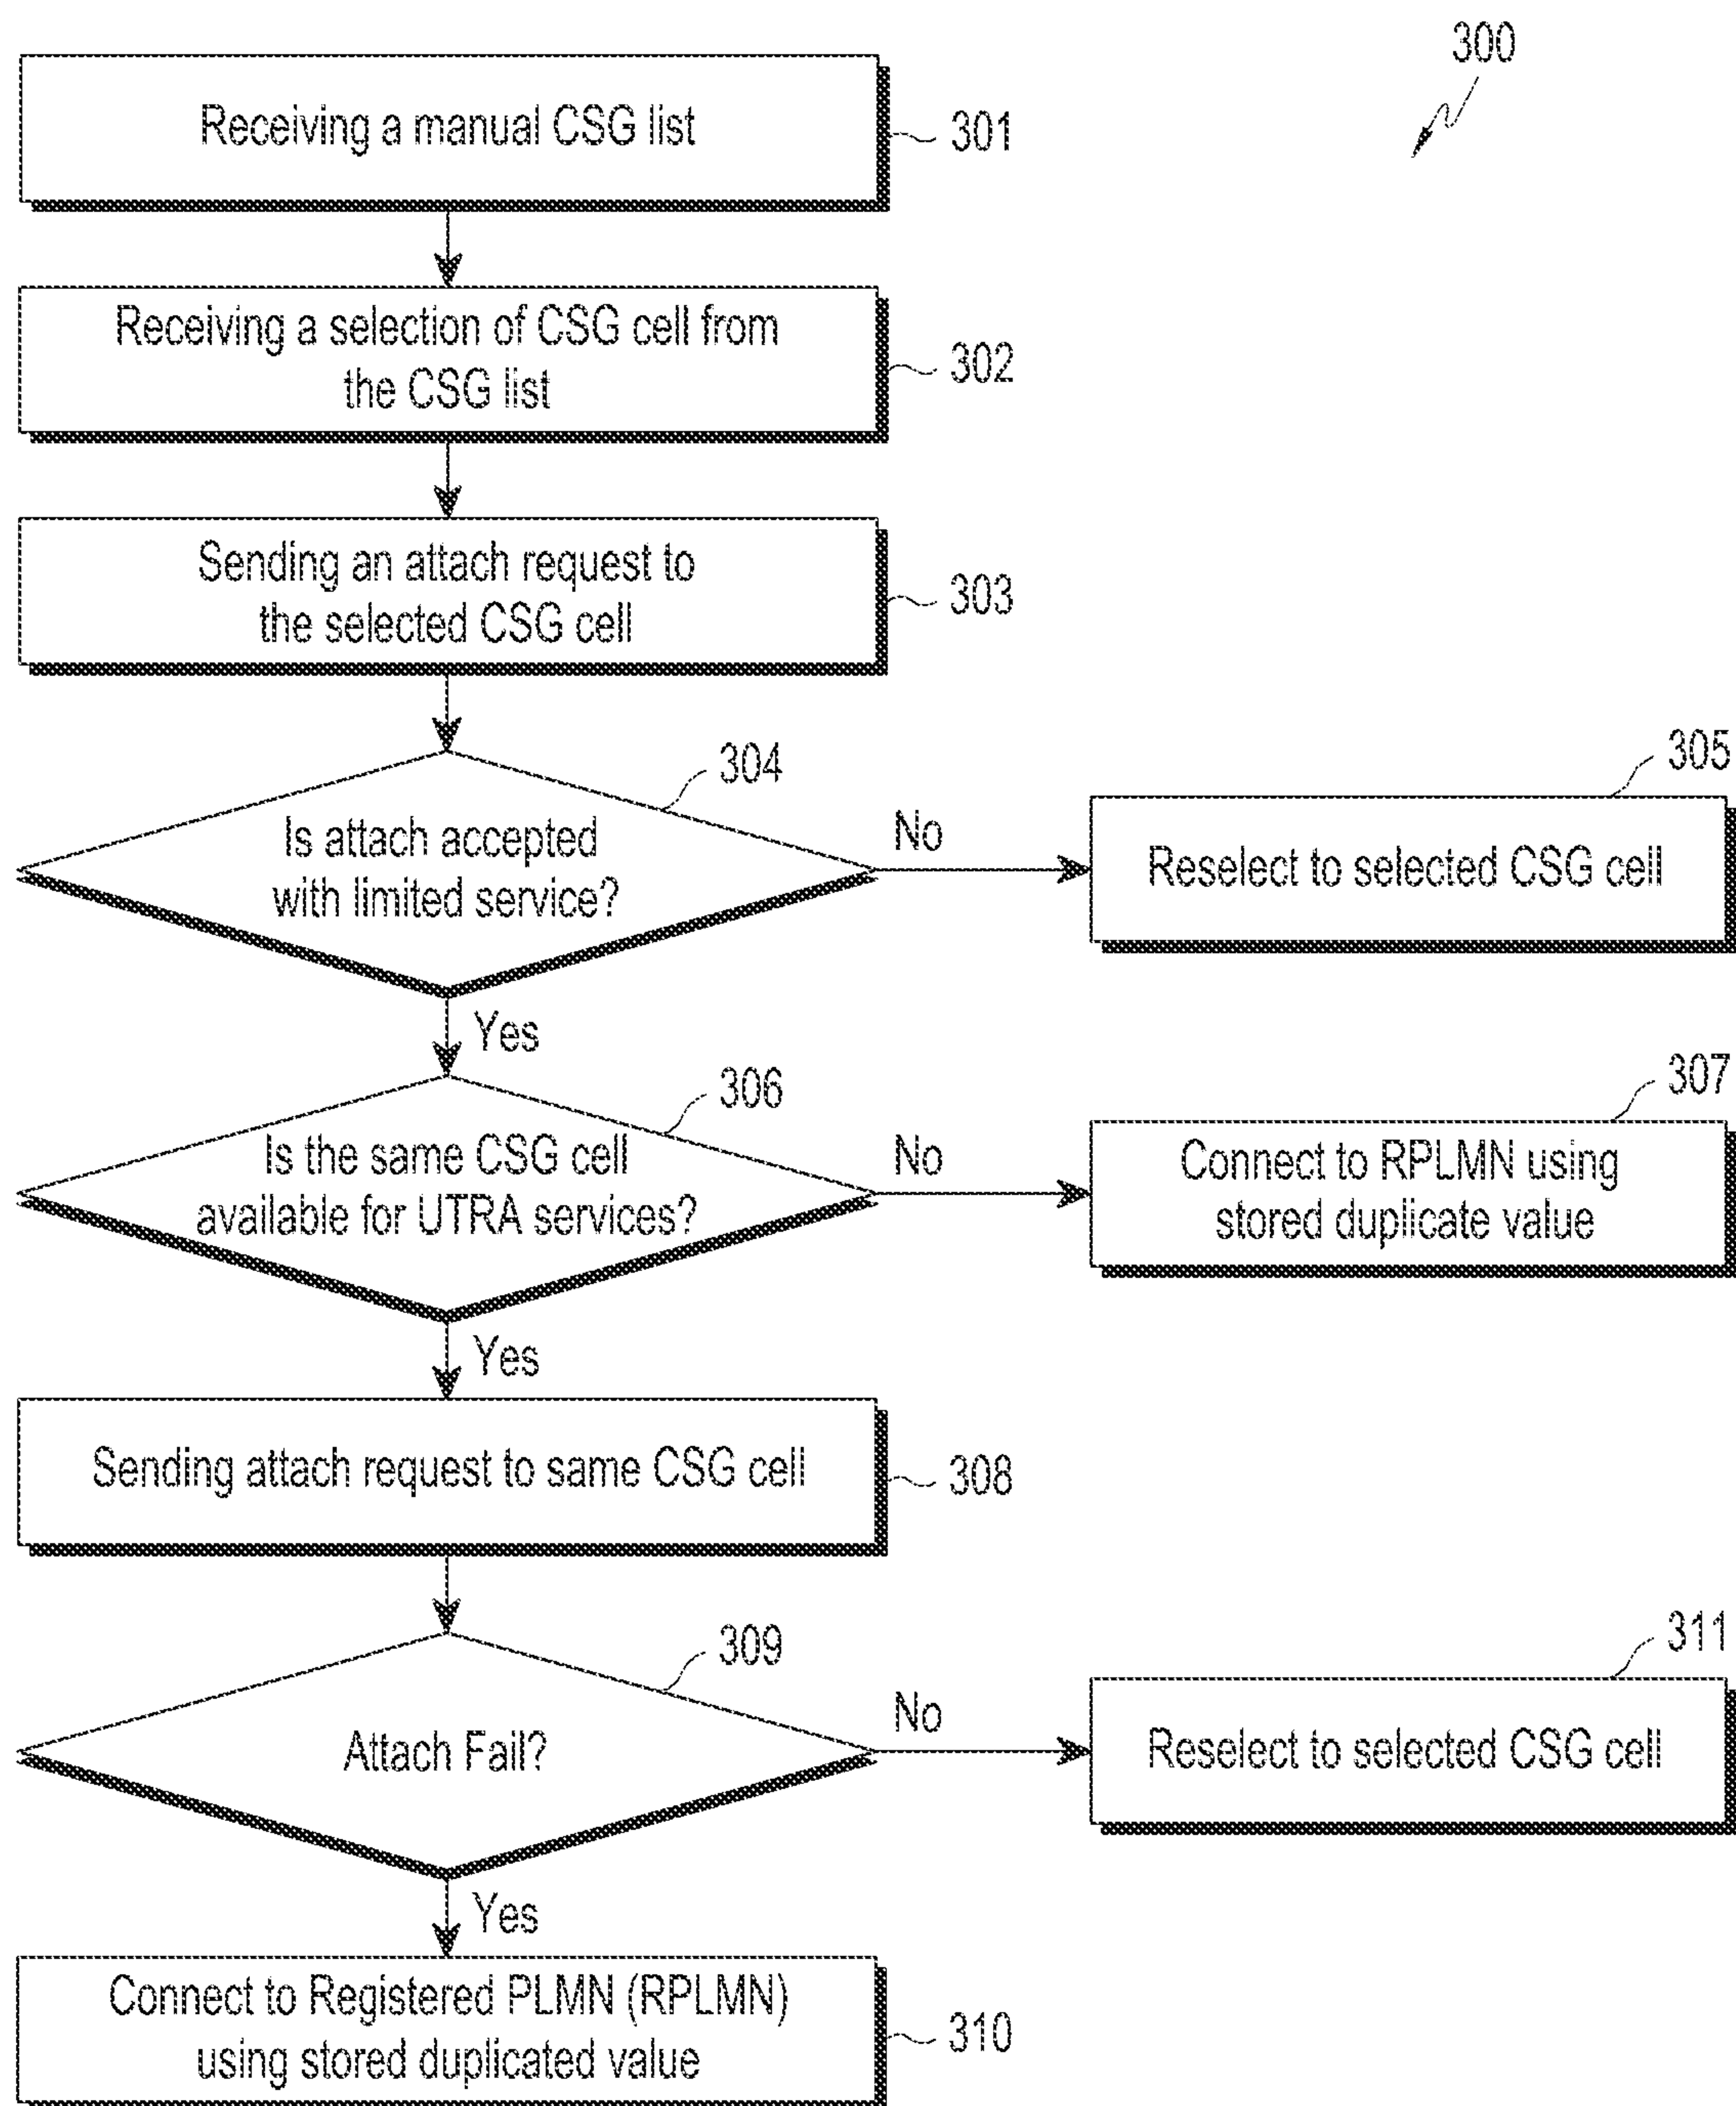 300
Receiving a manual CSG list
301
Receiving a selection of CSG cell from
the CSG list
302
Sending an attach request to
the selected CSG cell
303
304
Is attach accepted
with limited service?
No
305
Reselect to selected CSG cell
Yes
306
Is the same CSG cell
available for UTRA services?
No
307
Connect to RPLMN using
stored duplicate value
Yes
Sending attach request to same CSG cell
308
309
Attach Fail?
No
311
Reselect to selected CSG cell
Yes
Connect to Registered PLMN (RPLMN)
using stored duplicated value
310